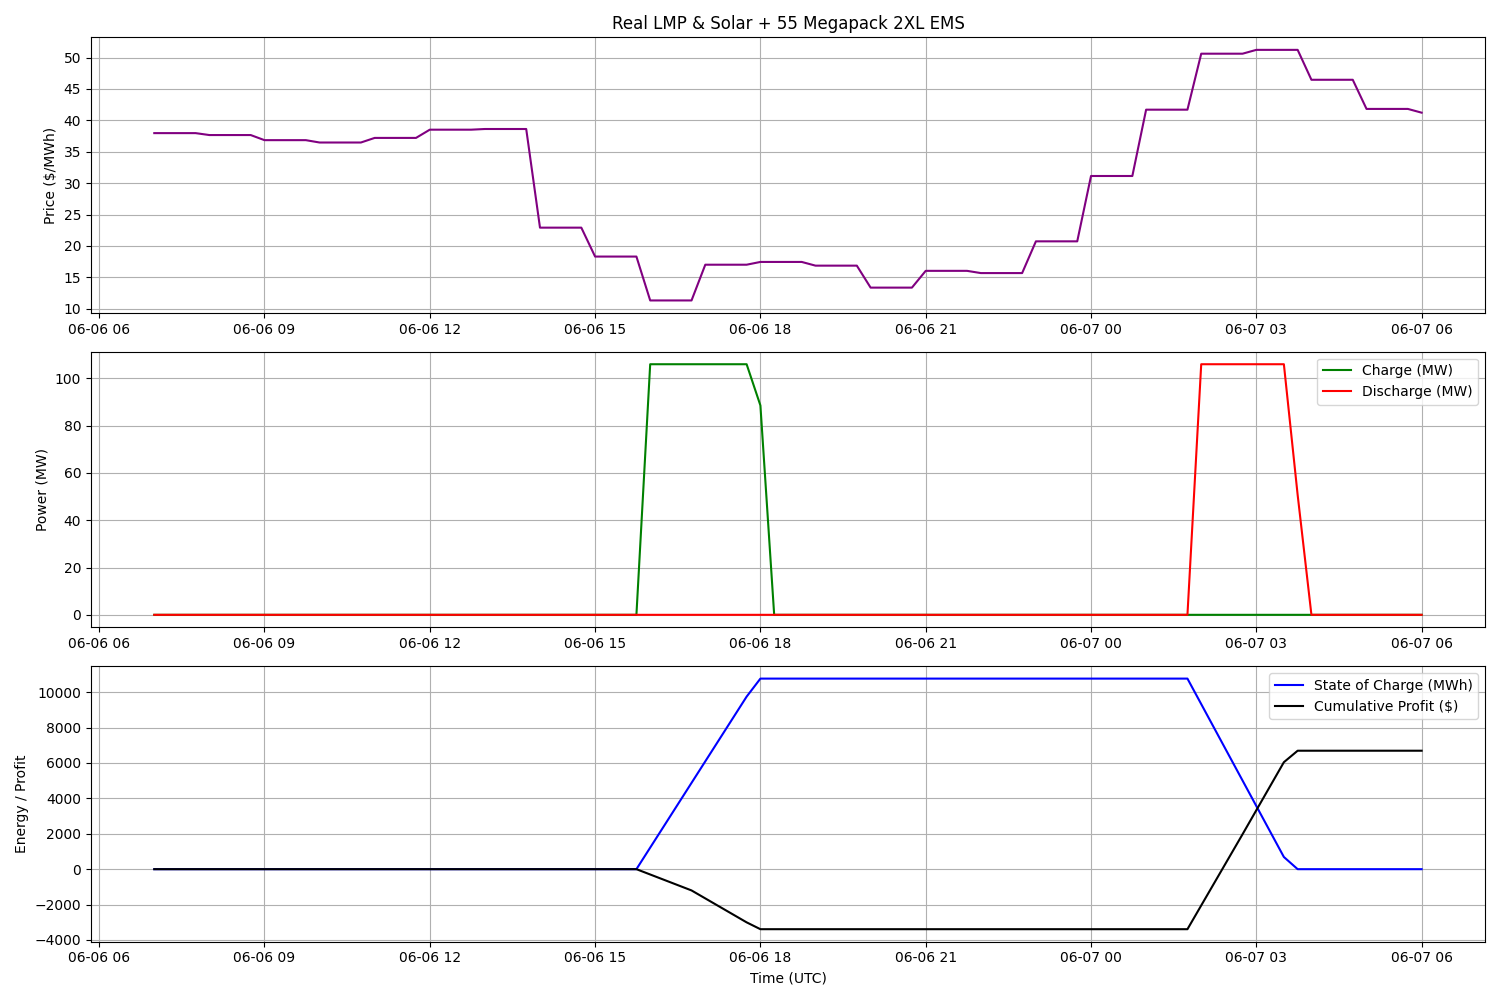 Real LMP & Solar + 55 Megapack 2XL EMS
Price ($/MWh)
50
45
40
35
30
25
20
15
10
06-06 06 06-06 09 06-06 12 06-06 15 06-06 18 06-06 21 06-07 00 06-07 03 06-07 06
Power (MW)
100
80
60
40
20
0
Charge (MW)
Discharge (MW)
06-06 06 06-06 09 06-06 12 06-06 15 06-06 18 06-06 21 06-07 00 06-07 03 06-07 06
Energy / Profit
10000
8000
6000
4000
2000
0
−2000
−4000
State of Charge (MWh)
Cumulative Profit ($)
06-06 06 06-06 09 06-06 12 06-06 15 06-06 18 06-06 21 06-07 00 06-07 03 06-07 06
Time (UTC)